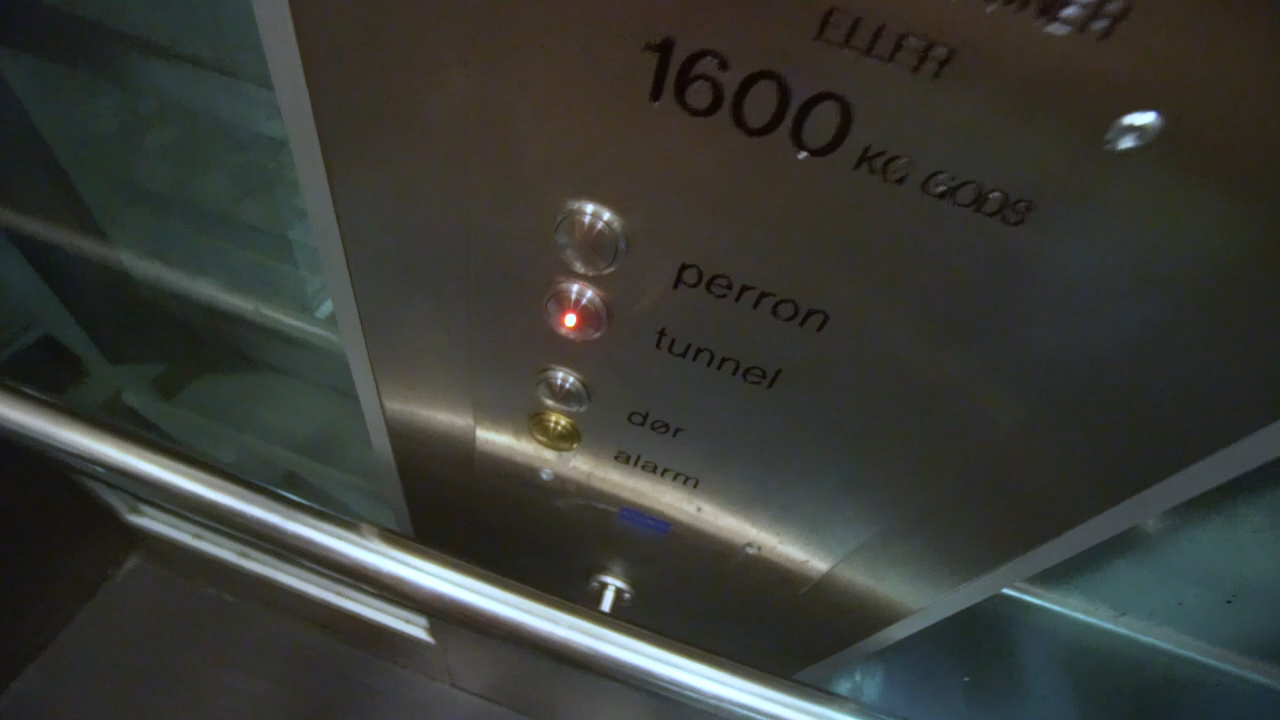 ELLER
1600 KG GODS
perron
tunnel
dør
alarm